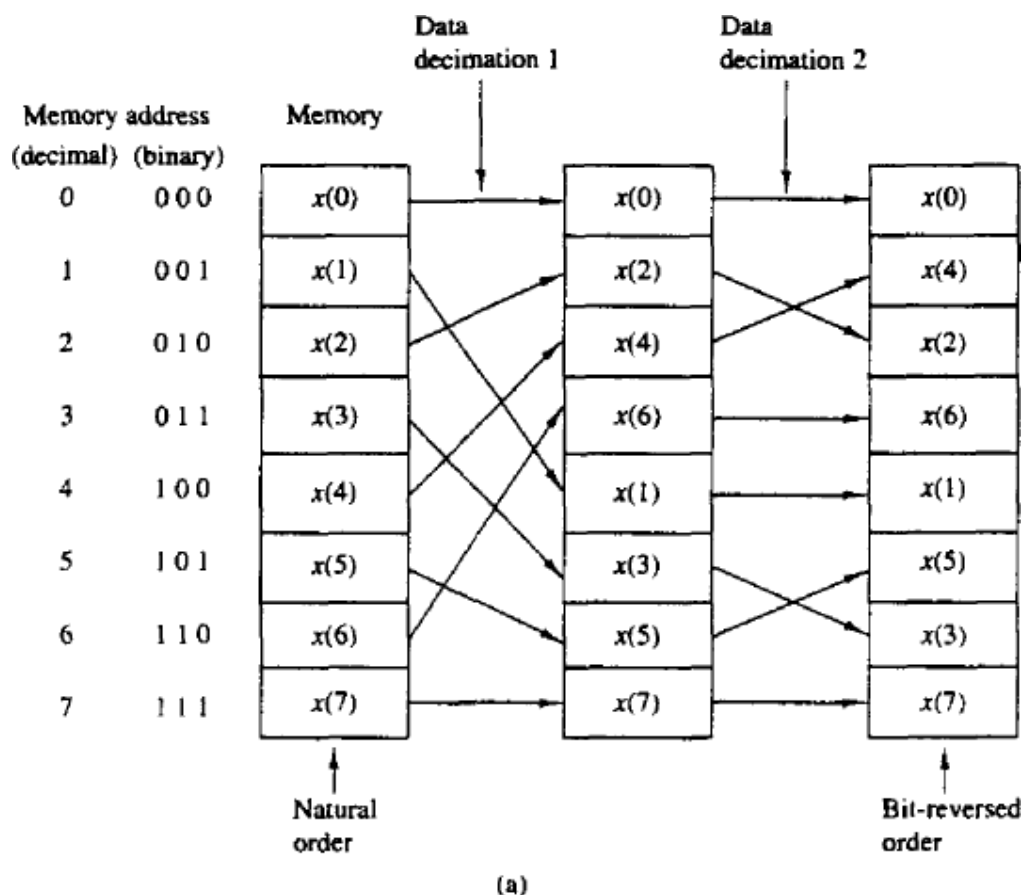 Data
decimation 1
Data
decimation 2
Memory address
(decimal} (binary)
Memory
0 0 0 0 x(0} x(0) x(0)
1 0 0 1 x(1) x(2) x(4)
2 0 1 0 x(2) x(4) x(2)
3 0 1 1 x(3) x(6} x(6)
4 1 0 0 x(4) x(1) x(1)
5 1 0 1 x(5) x(3) x(5)
6 1 1 0 x(6) x(5) x(3)
7 1 1 1 x(7) x(7) x(7)
Natural
order
Bit-reversed
order
(a)